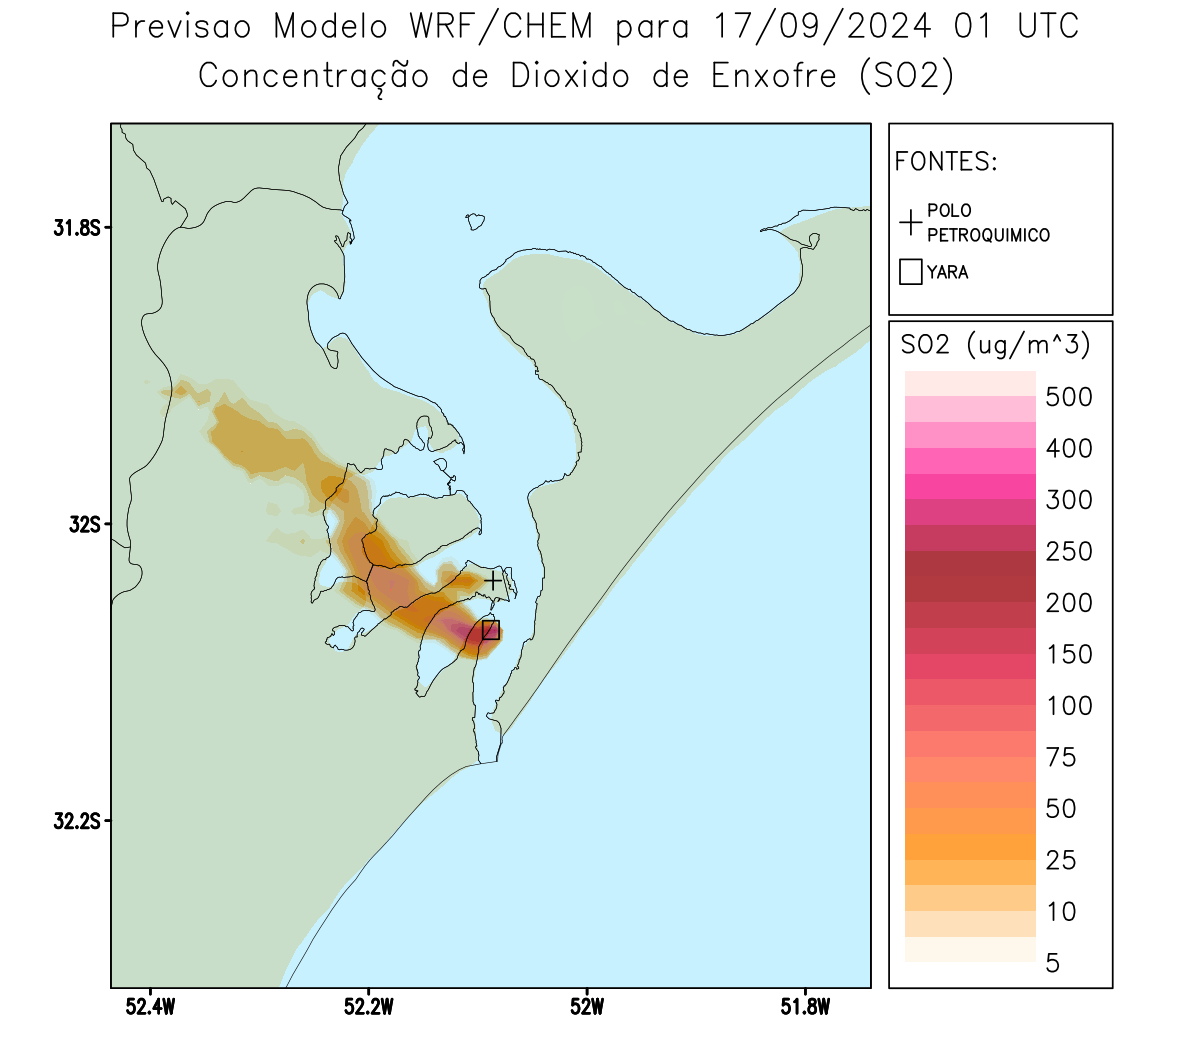 Previsao Modelo WRF/CHEM para 17/09/2024 01 UTC
Concentração de Dioxido de Enxofre (SO2)
FONTES:
POLO
PETROQUIMICO
YARA
31.8S
32S
32.2S
52.4W
52.2W
52W
51.8W
SO2 (ug/m^3)
500
400
300
250
200
150
100
75
50
25
10
5